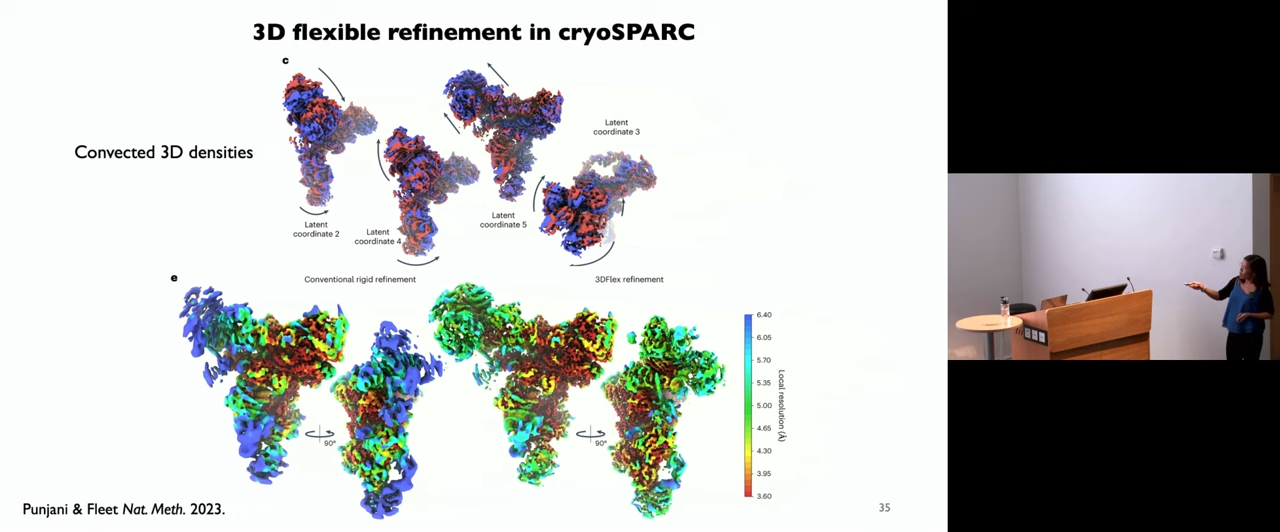 3D flexible refinement in cryoSPARC
c
Convected 3D densities
Latent
coordinate 3
Latent
coordinate 2
Latent
coordinate 4
Latent
coordinate 5
e
Conventional rigid refinement
3DFlex refinement
6.40
6.05
5.70
5.35
5.00
4.65
4.30
3.95
3.60
Local resolution (Å)
90°
90°
Punjani & Fleet Nat. Meth. 2023.
35